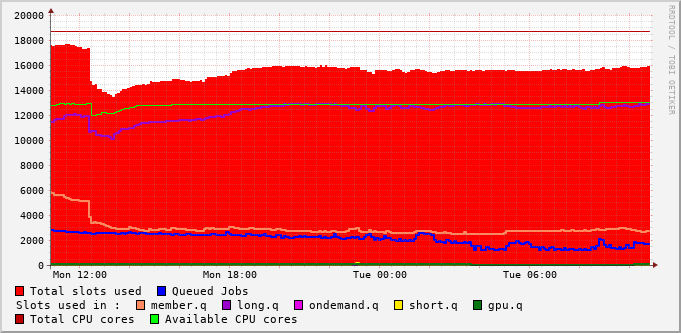 20000
18000
16000
14000
12000
10000
8000
6000
4000
2000
0
Mon 12:00 Mon 18:00 Tue 00:00 Tue 06:00
RRDTOOL / TOBI OETIKER
Total slots used Queued Jobs
Slots used in : member.q long.q ondemand.q short.q gpu.q
Total CPU cores Available CPU cores